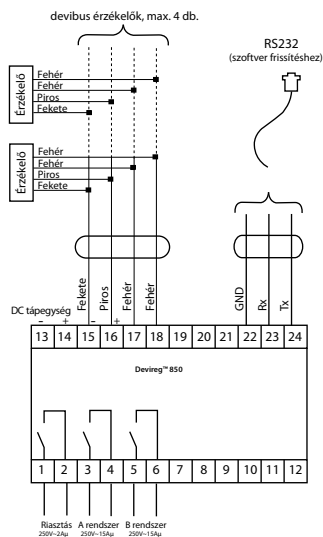 devibus érzékelők, max. 4 db.
RS232
(szoftver frissítéshez)
Érzékelő
Fehér
Fehér
Piros
Fekete
Érzékelő
Fehér
Fehér
Piros
Fekete
Fekete
Piros
Fehér
Fehér
GND
Rx
Tx
DC tápegység
– + – +
13 14 15 16 17 18 19 20 21 22 23 24
Devireg™ 850
1 2 3 4 5 6 7 8 9 10 11 12
Riasztás A rendszer B rendszer
250V~2Aµ 250V~15Aµ 250V~15Aµ